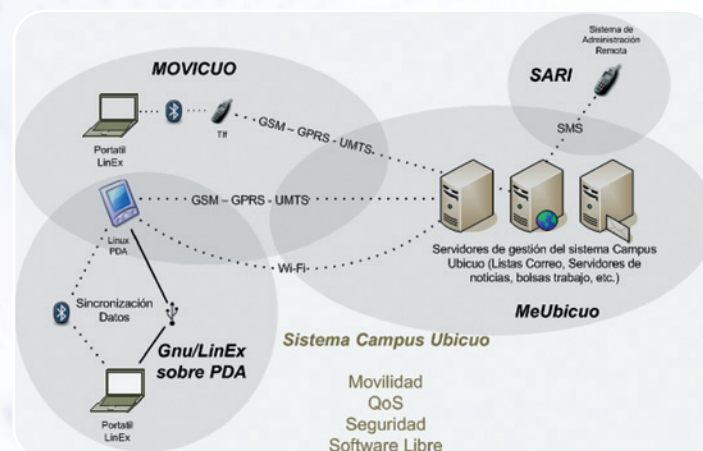 Sistema de
Administración
Remota
MOVICUO
SARI
Portatil
LinEx
Tlf
GSM – GPRS - UMTS
SMS
Linux
PDA
GSM – GPRS - UMTS
Wi-Fi
Servidores de gestión del sistema Campus
Ubicuo (Listas Correo, Servidores de
noticias, bolsas trabajo, etc.)
MeUbicuo
Sincronización
Datos
Gnu/LinEx
sobre PDA
Portatil
LinEx
Sistema Campus Ubicuo
Movilidad
QoS
Seguridad
Software Libre